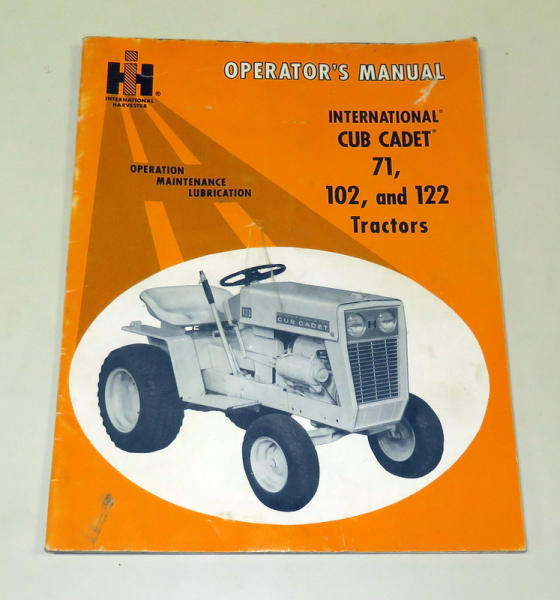 OPERATOR'S MANUAL
IH
INTERNATIONAL
HARVESTER
®
INTERNATIONAL®
CUB CADET®
71,
102, and 122
Tractors
OPERATION
MAINTENANCE
LUBRICATION
CUB CADET